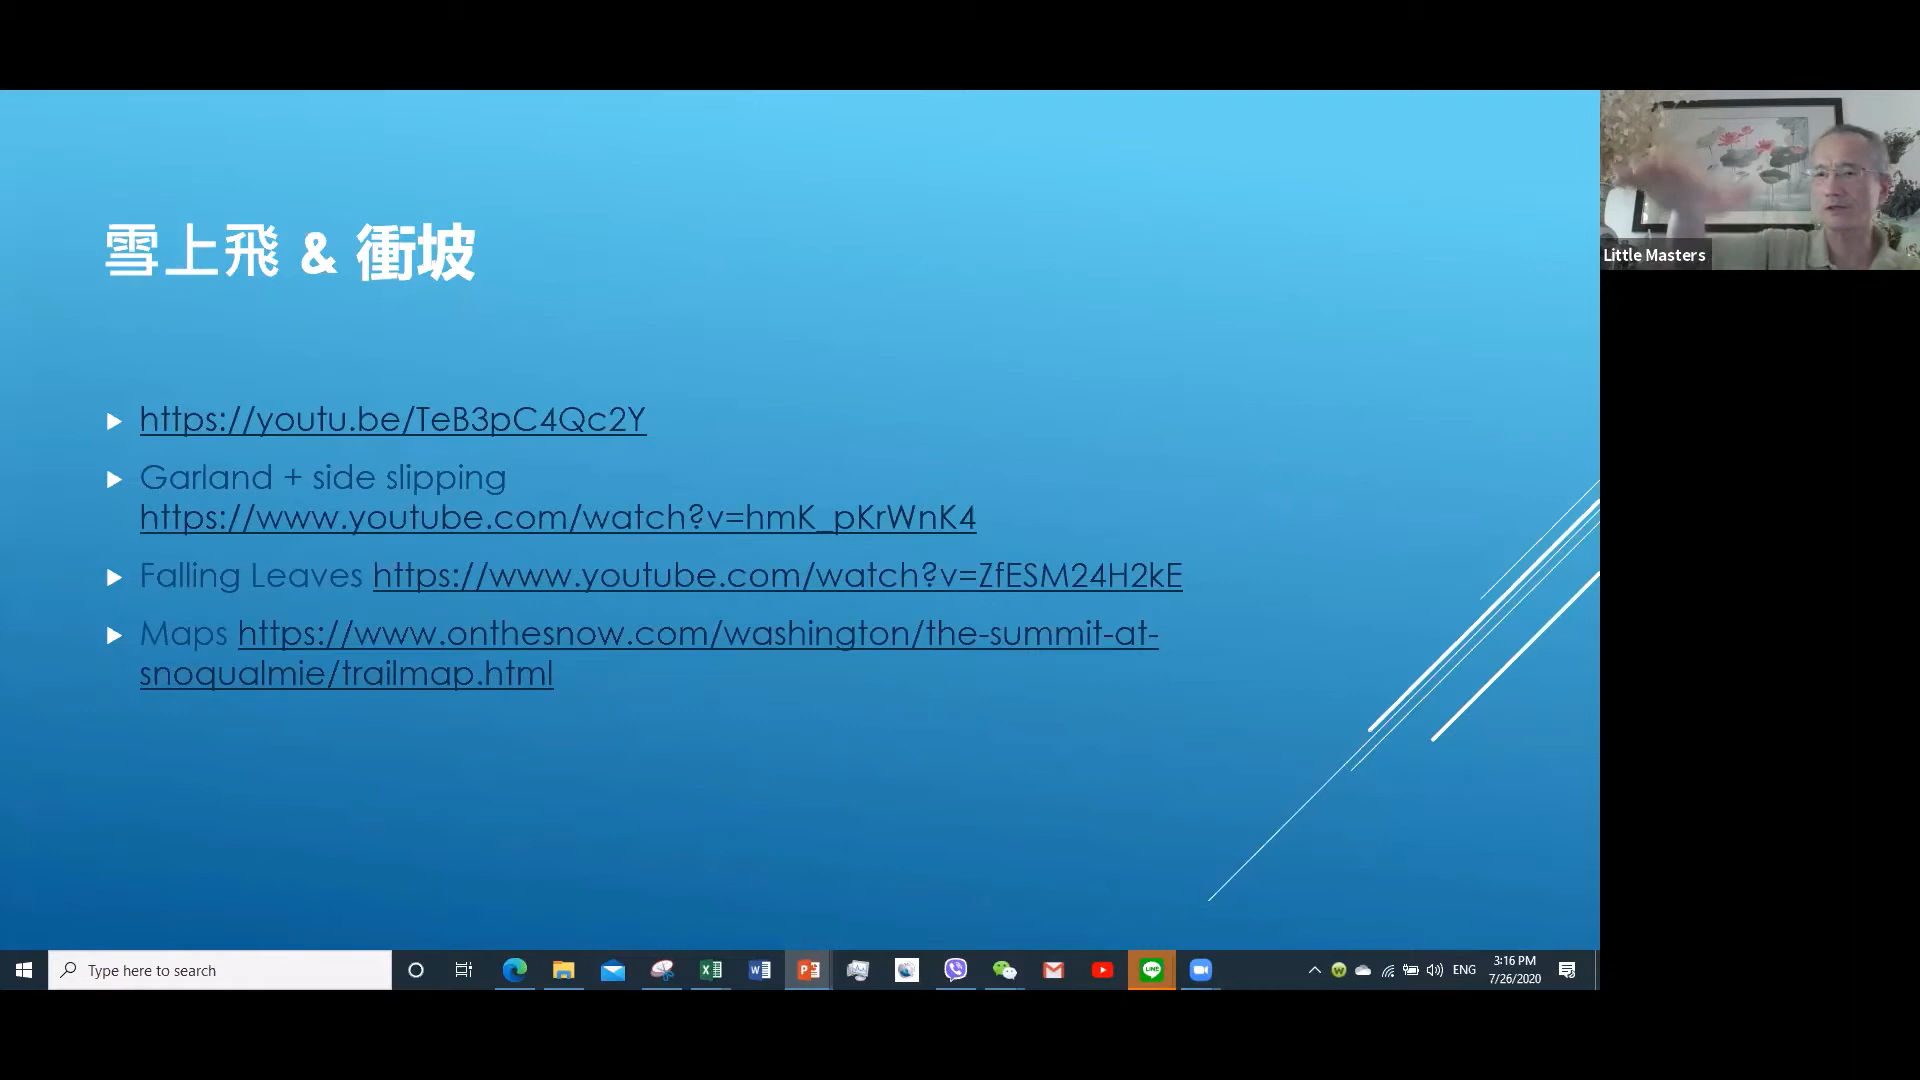 雪上飛 & 衝坡
https://youtu.be/TeB3pC4Qc2Y
Garland + side slipping
https://www.youtube.com/watch?v=hmK_pKrWnK4
Falling Leaves https://www.youtube.com/watch?v=ZfESM24H2kE
Maps https://www.onthesnow.com/washington/the-summit-at-
snoqualmie/trailmap.html
Little Masters
Type here to search
LINE
ENG
3:16 PM
7/26/2020